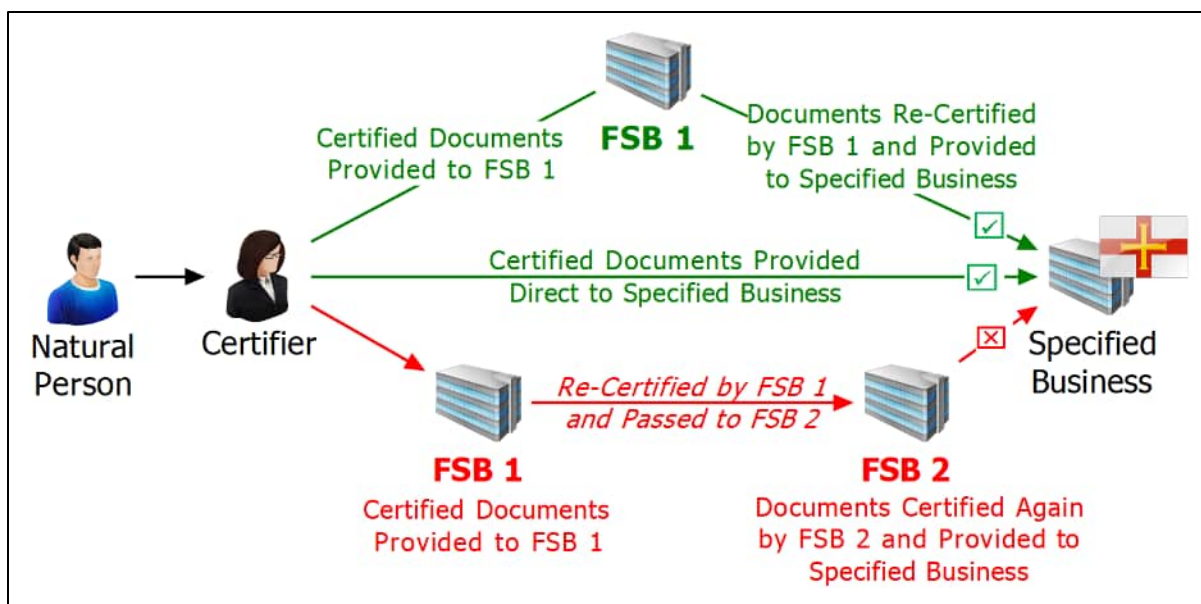 FSB 1
Certified Documents
Provided to FSB 1
Documents Re-Certified
by FSB 1 and Provided
to Specified Business
Certified Documents Provided
Direct to Specified Business
Natural
Person
Certifier
Specified
Business
Re-Certified by FSB 1
and Passed to FSB 2
FSB 1
Certified Documents
Provided to FSB 1
FSB 2
Documents Certified Again
by FSB 2 and Provided to
Specified Business